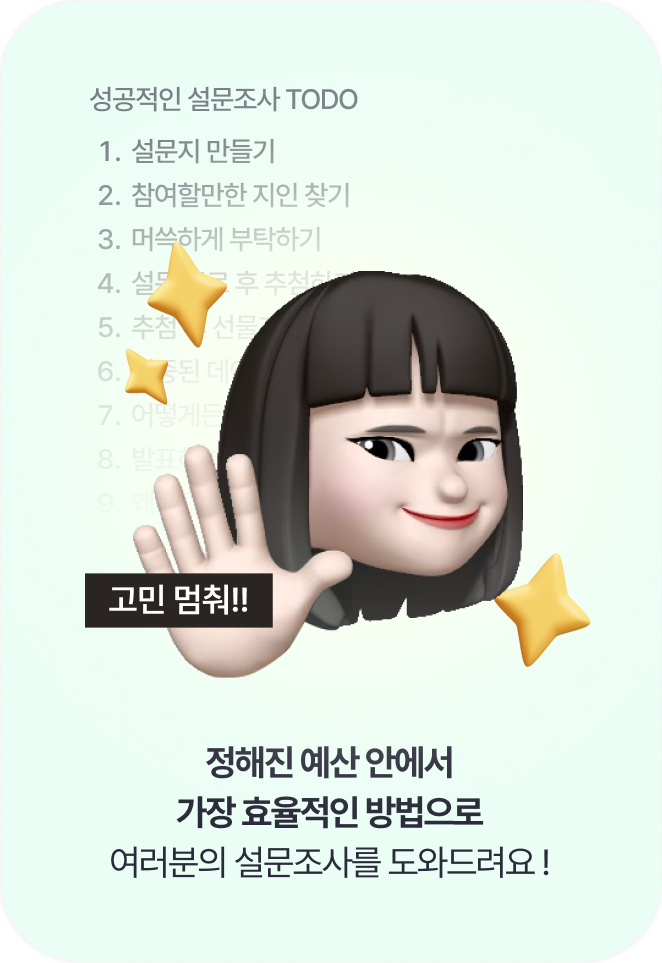 성공적인 설문조사 TODO
1. 설문지 만들기
2. 참여할만한 지인 찾기
3. 머쓱하게 부탁하기
4. 후
5. 추첨 선물
6.
7. 어떻게든
8.
9.
고민 멈춰!!
정해진 예산 안에서
가장 효율적인 방법으로
여러분의 설문조사를 도와드려요 !